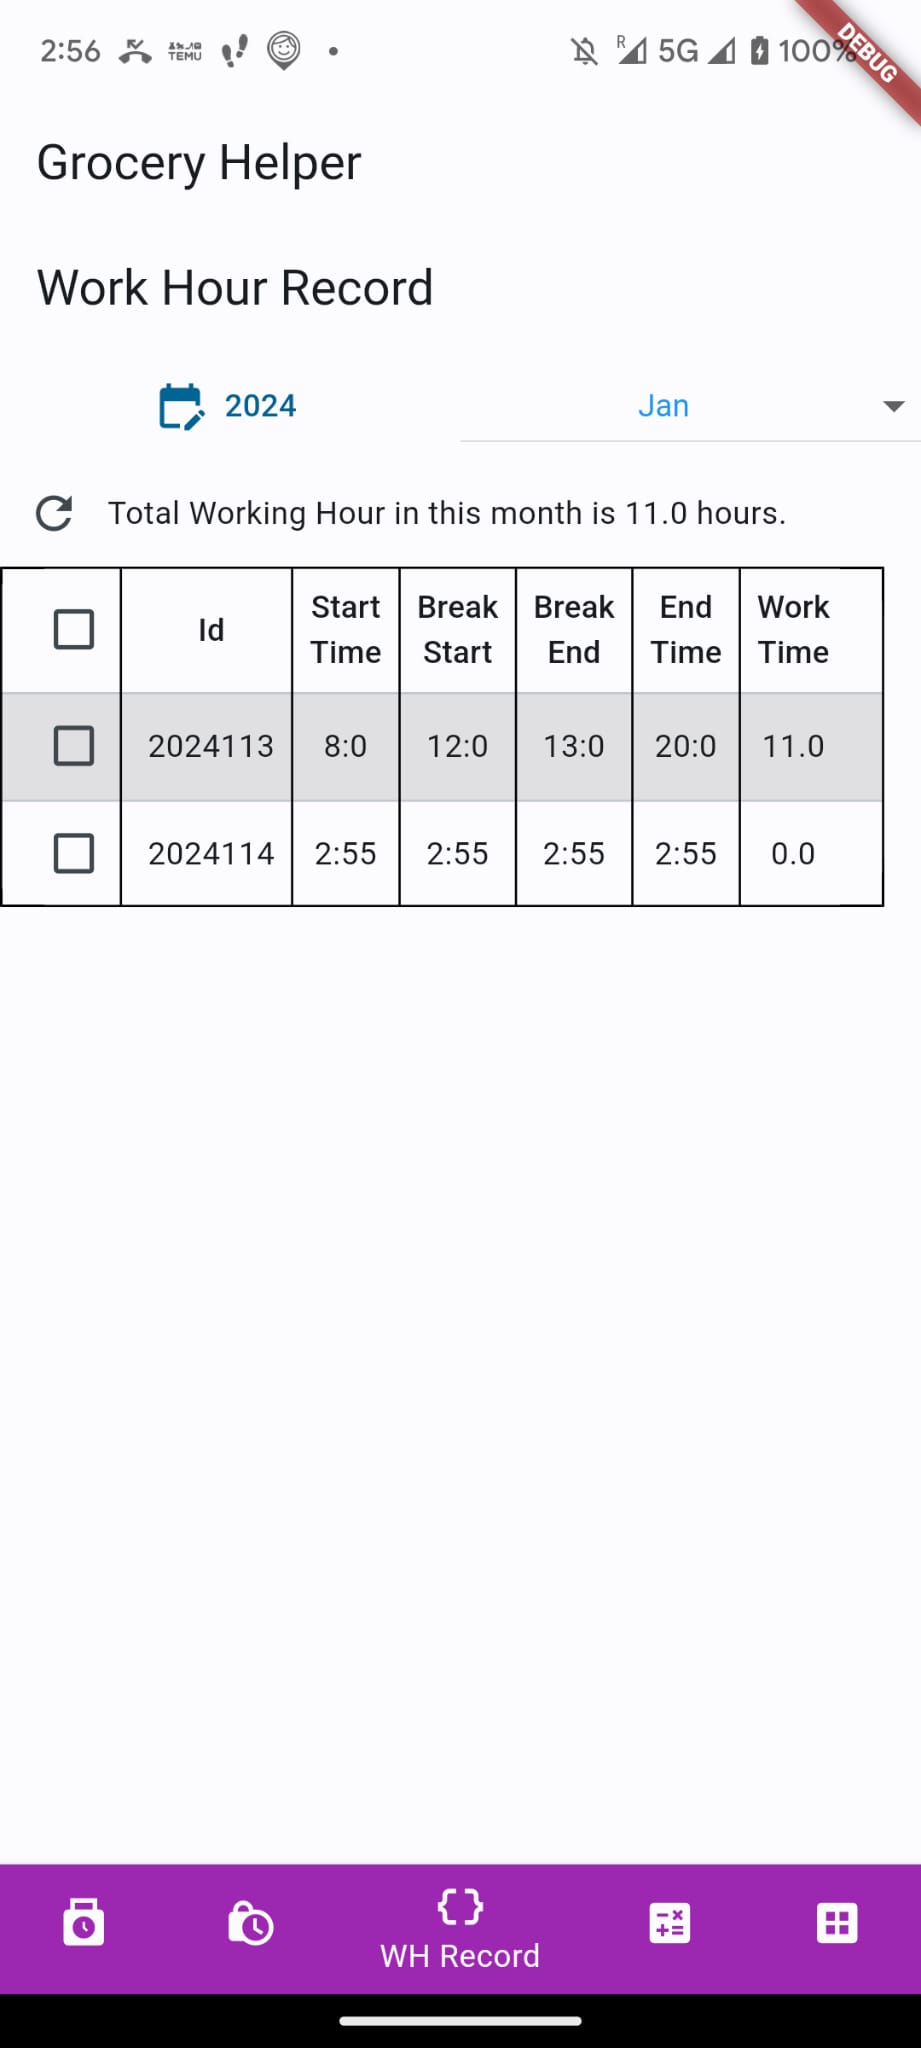 2:56 TEMU R 5G 100%
DEBUG
Grocery Helper
Work Hour Record
2024 Jan
Total Working Hour in this month is 11.0 hours.
Id Start Time Break Start Break End End Time Work Time
2024113 8:0 12:0 13:0 20:0 11.0
2024114 2:55 2:55 2:55 2:55 0.0
WH Record